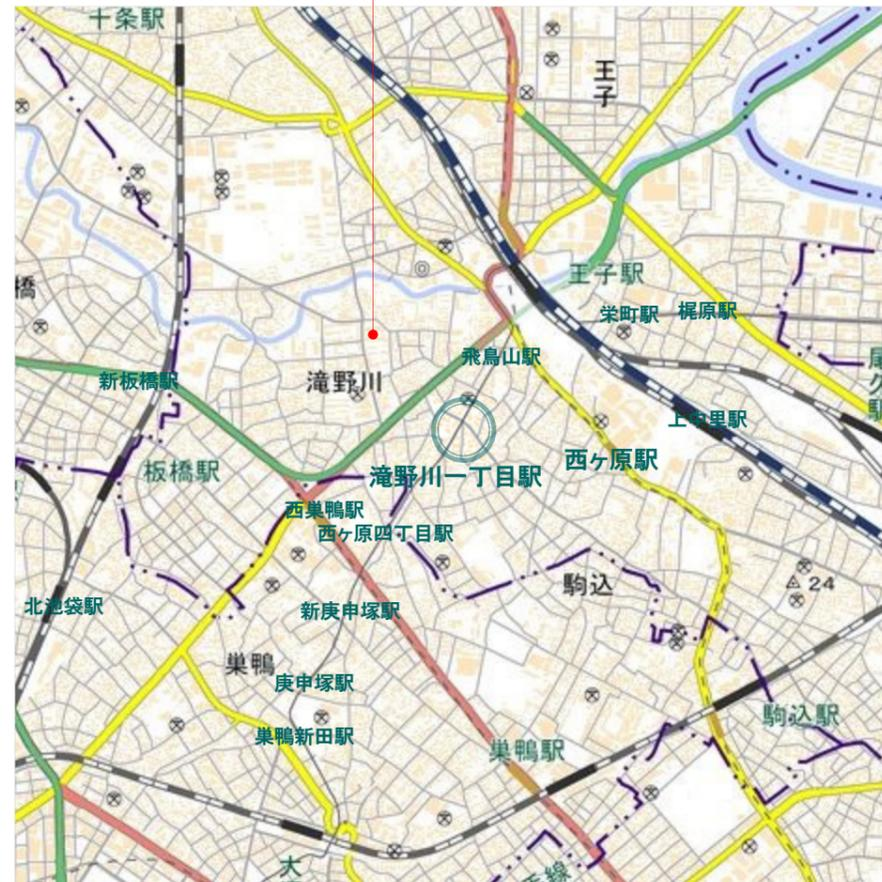 十条駅
王子
橋
王子駅
栄町駅
梶原駅
飛鳥山駅
新板橋駅
滝野川
上中里駅
板橋駅
滝野川一丁目駅
西ヶ原駅
西巣鴨駅
西ヶ原四丁目駅
駒込
24
北池袋駅
新庚申塚駅
巣鴨
庚申塚駅
駒込駅
巣鴨新田駅
巣鴨駅
大